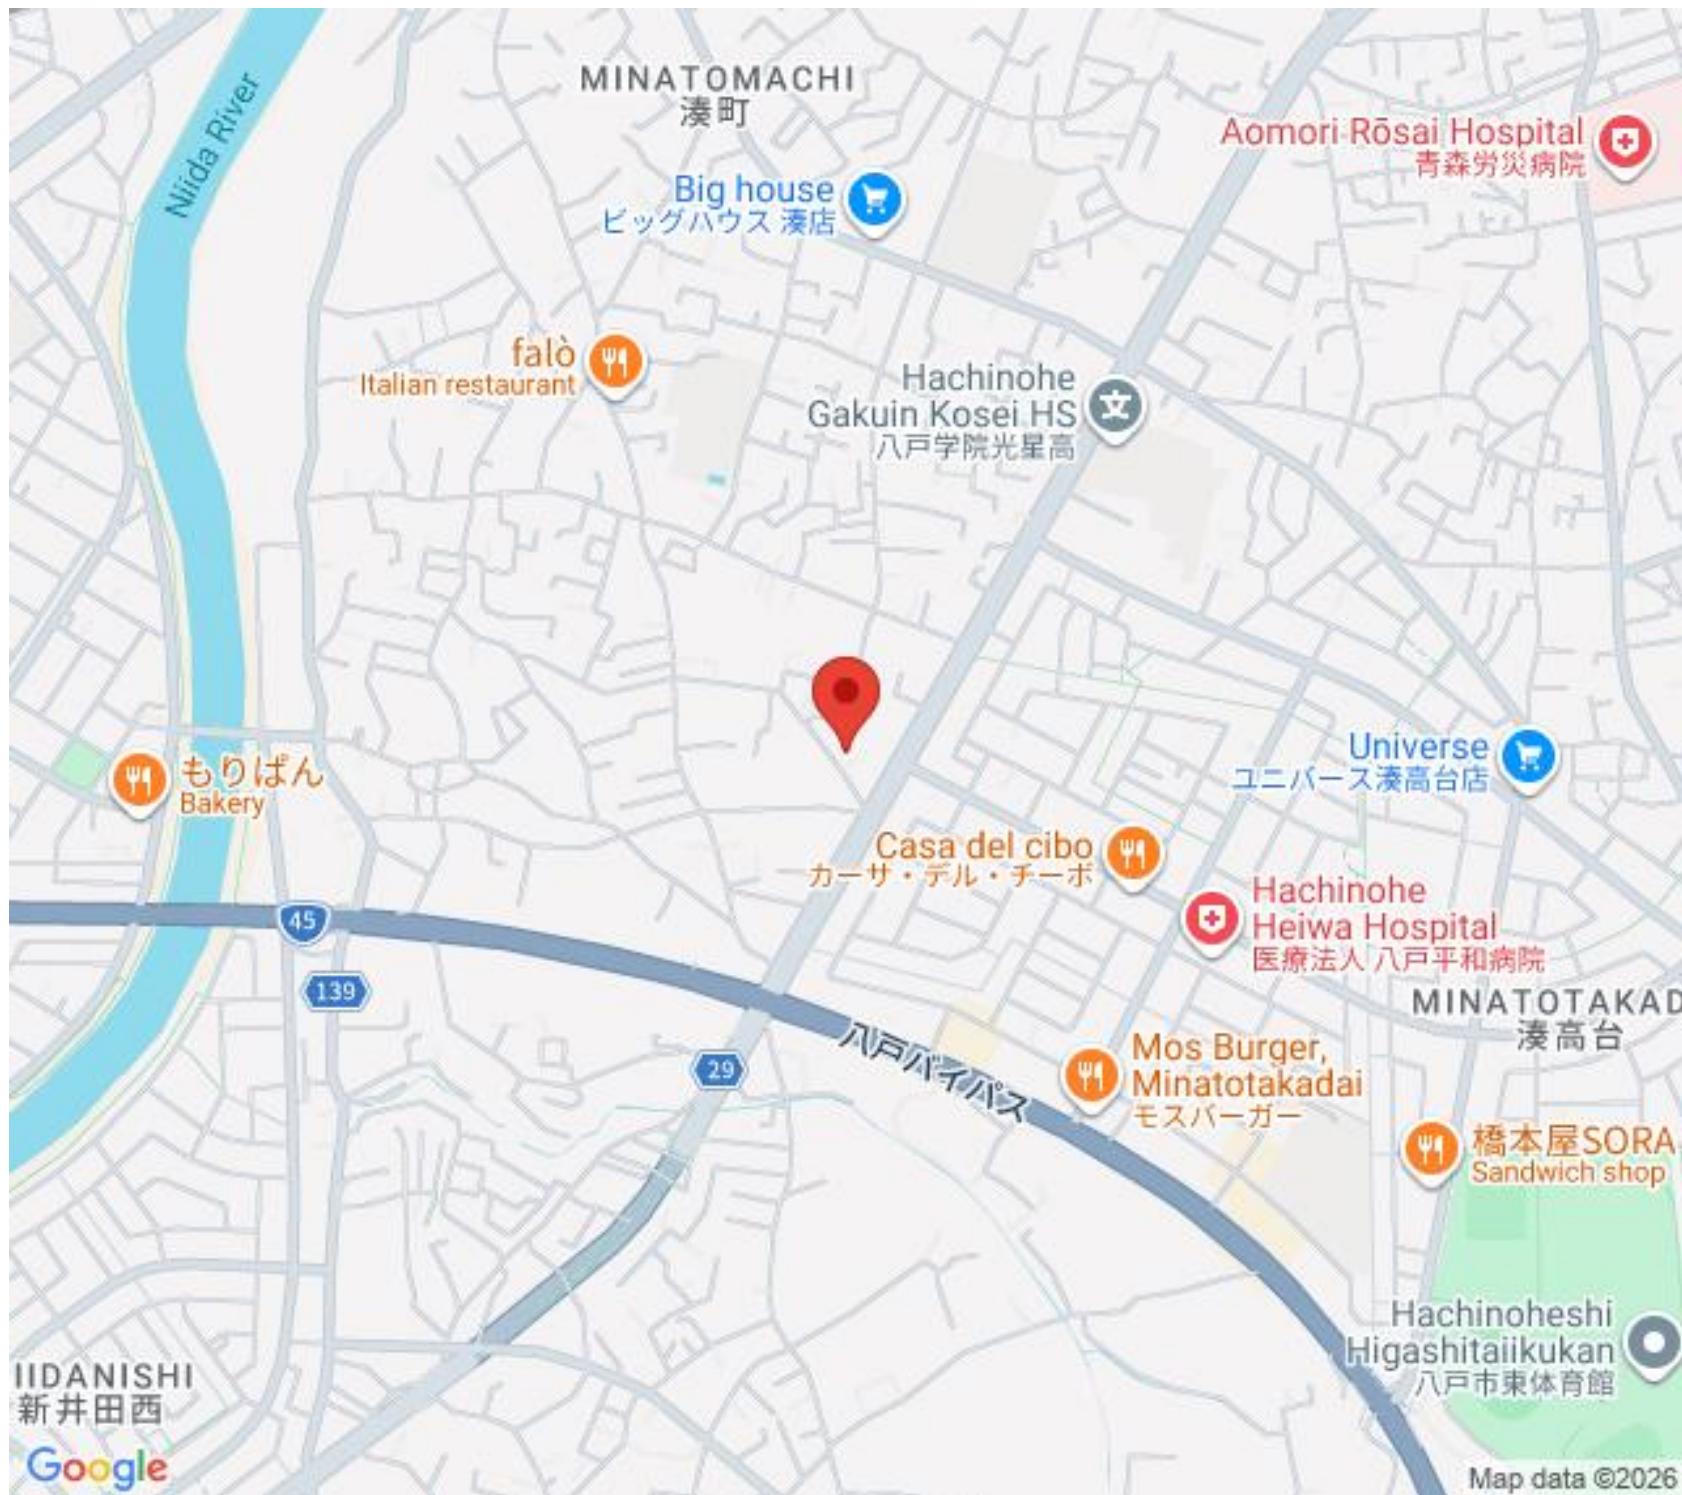 Niida River
MINATOMACHI
湊町
Aomori Rōsai Hospital
青森労災病院
Big house
ビッグハウス 湊店
falò
Italian restaurant
Hachinohe
Gakuin Kosei HS
八戸学院光星高
もりぱん
Bakery
Universe
ユニバース湊高台店
Casa del cibo
カーサ・デル・チーボ
Hachinohe
Heiwa Hospital
医療法人 八戸平和病院
45
139
MINATOTAKAD
湊高台
29
八戸バイパス
Mos Burger,
Minatotakadai
モスバーガー
橋本屋SORA
Sandwich shop
Hachinoheshi
Higashitaiikukan
八戸市東体育館
IIDANISHI
新井田西
Google
Map data ©2026